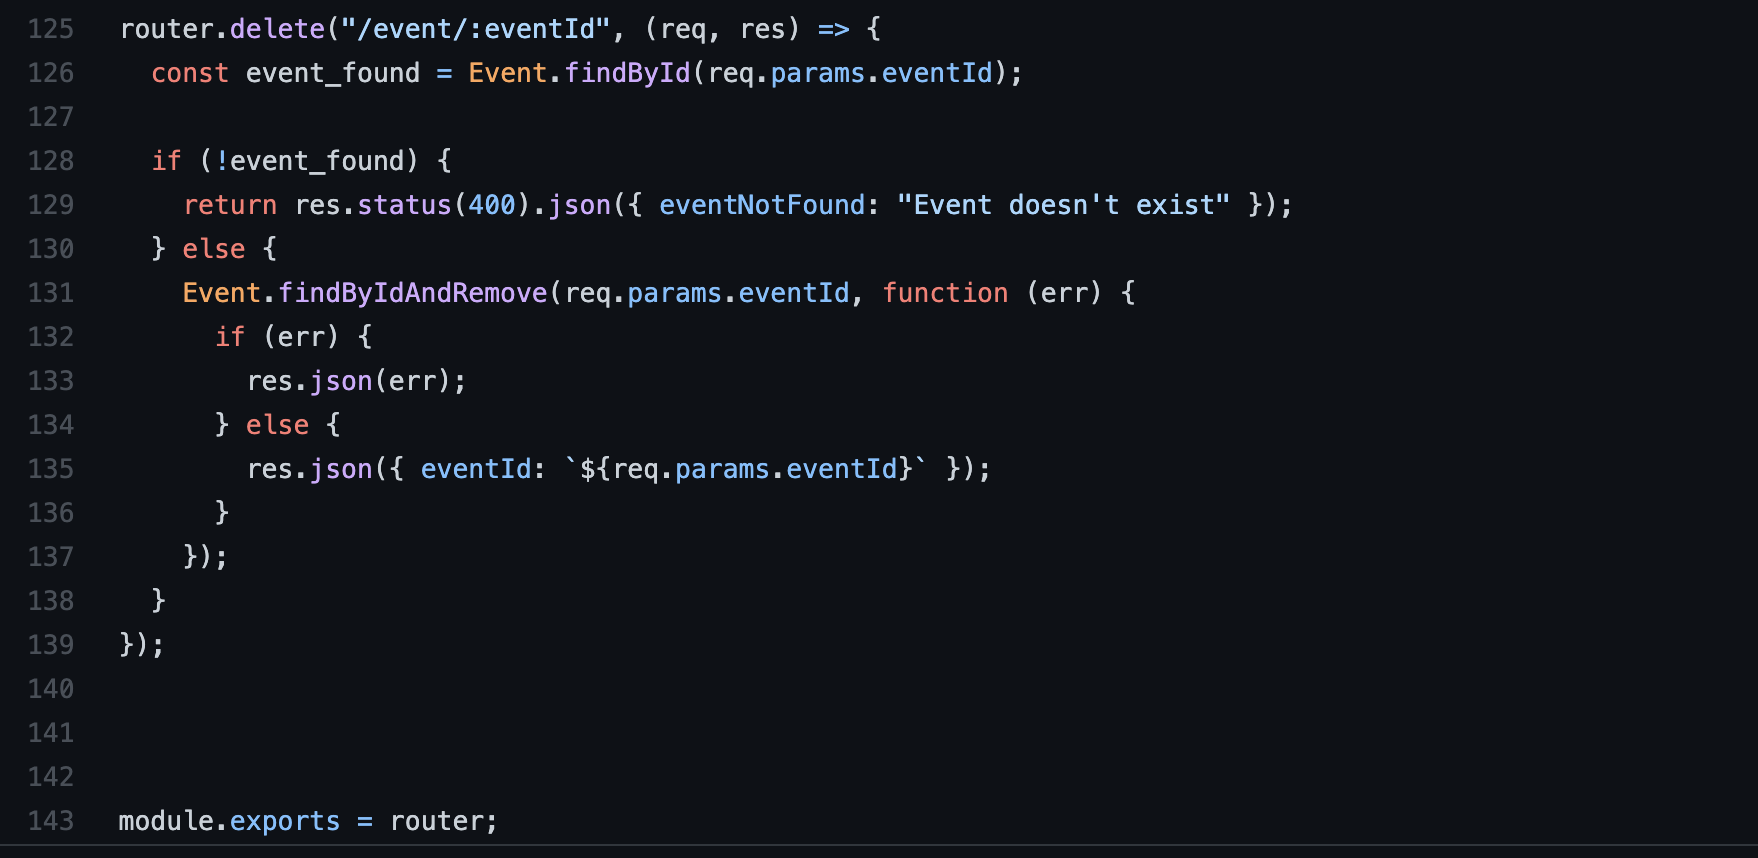 125 router.delete("/event/:eventId", (req, res) => {
126   const event_found = Event.findById(req.params.eventId);
127
128   if (!event_found) {
129     return res.status(400).json({ eventNotFound: "Event doesn't exist" });
130   } else {
131     Event.findByIdAndRemove(req.params.eventId, function (err) {
132       if (err) {
133         res.json(err);
134       } else {
135         res.json({ eventId: `${req.params.eventId}` });
136       }
137     });
138   }
139 });
140
141
142
143 module.exports = router;